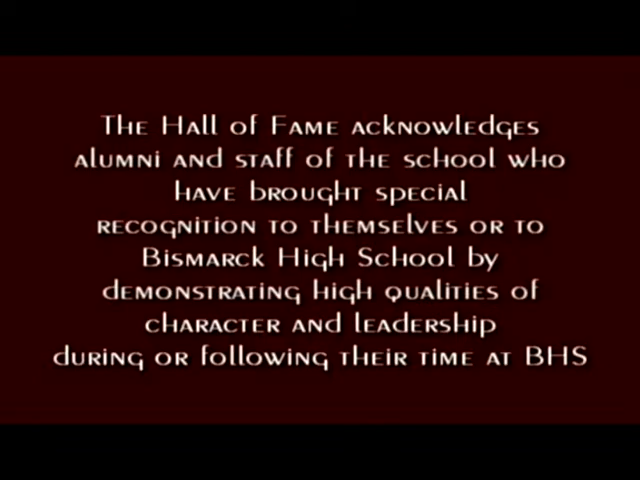 The Hall of Fame acknowledges
alumni and staff of the school who
have brought special
recognition to themselves or to
Bismarck High School by
demonstrating high qualities of
character and leadership
during or following their time at BHS